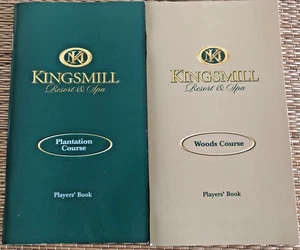 KINGSMILL
Resort & Spa
Plantation
Course
Players' Book
KINGSMILL
Resort & Spa
Woods Course
Players' Book